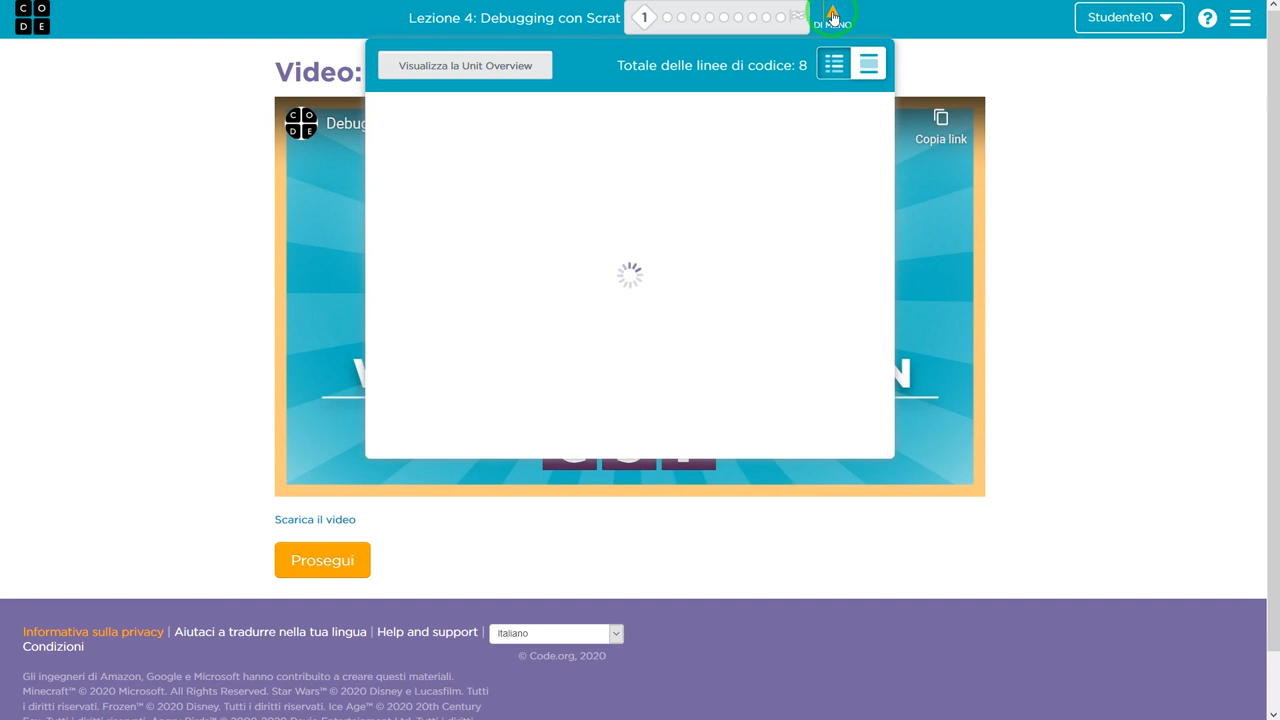 C O
D E
Lezione 4: Debugging con Scrat
1
DI MENO
Studente10
?
Video:
Visualizza la Unit Overview
Totale delle linee di codice: 8
C O
D E
Debug
Copia link
Scarica il video
Prosegui
Informativa sulla privacy | Aiutaci a tradurre nella tua lingua | Help and support |
Italiano
Condizioni
© Code.org, 2020
Gli ingegneri di Amazon, Google e Microsoft hanno contribuito a creare questi materiali.
Minecraft™ © 2020 Microsoft. All Rights Reserved. Star Wars™ © 2020 Disney e Lucasfilm. Tutti
i diritti riservati. Frozen™ © 2020 Disney. Tutti i diritti riservati. Ice Age™ © 2020 20th Century